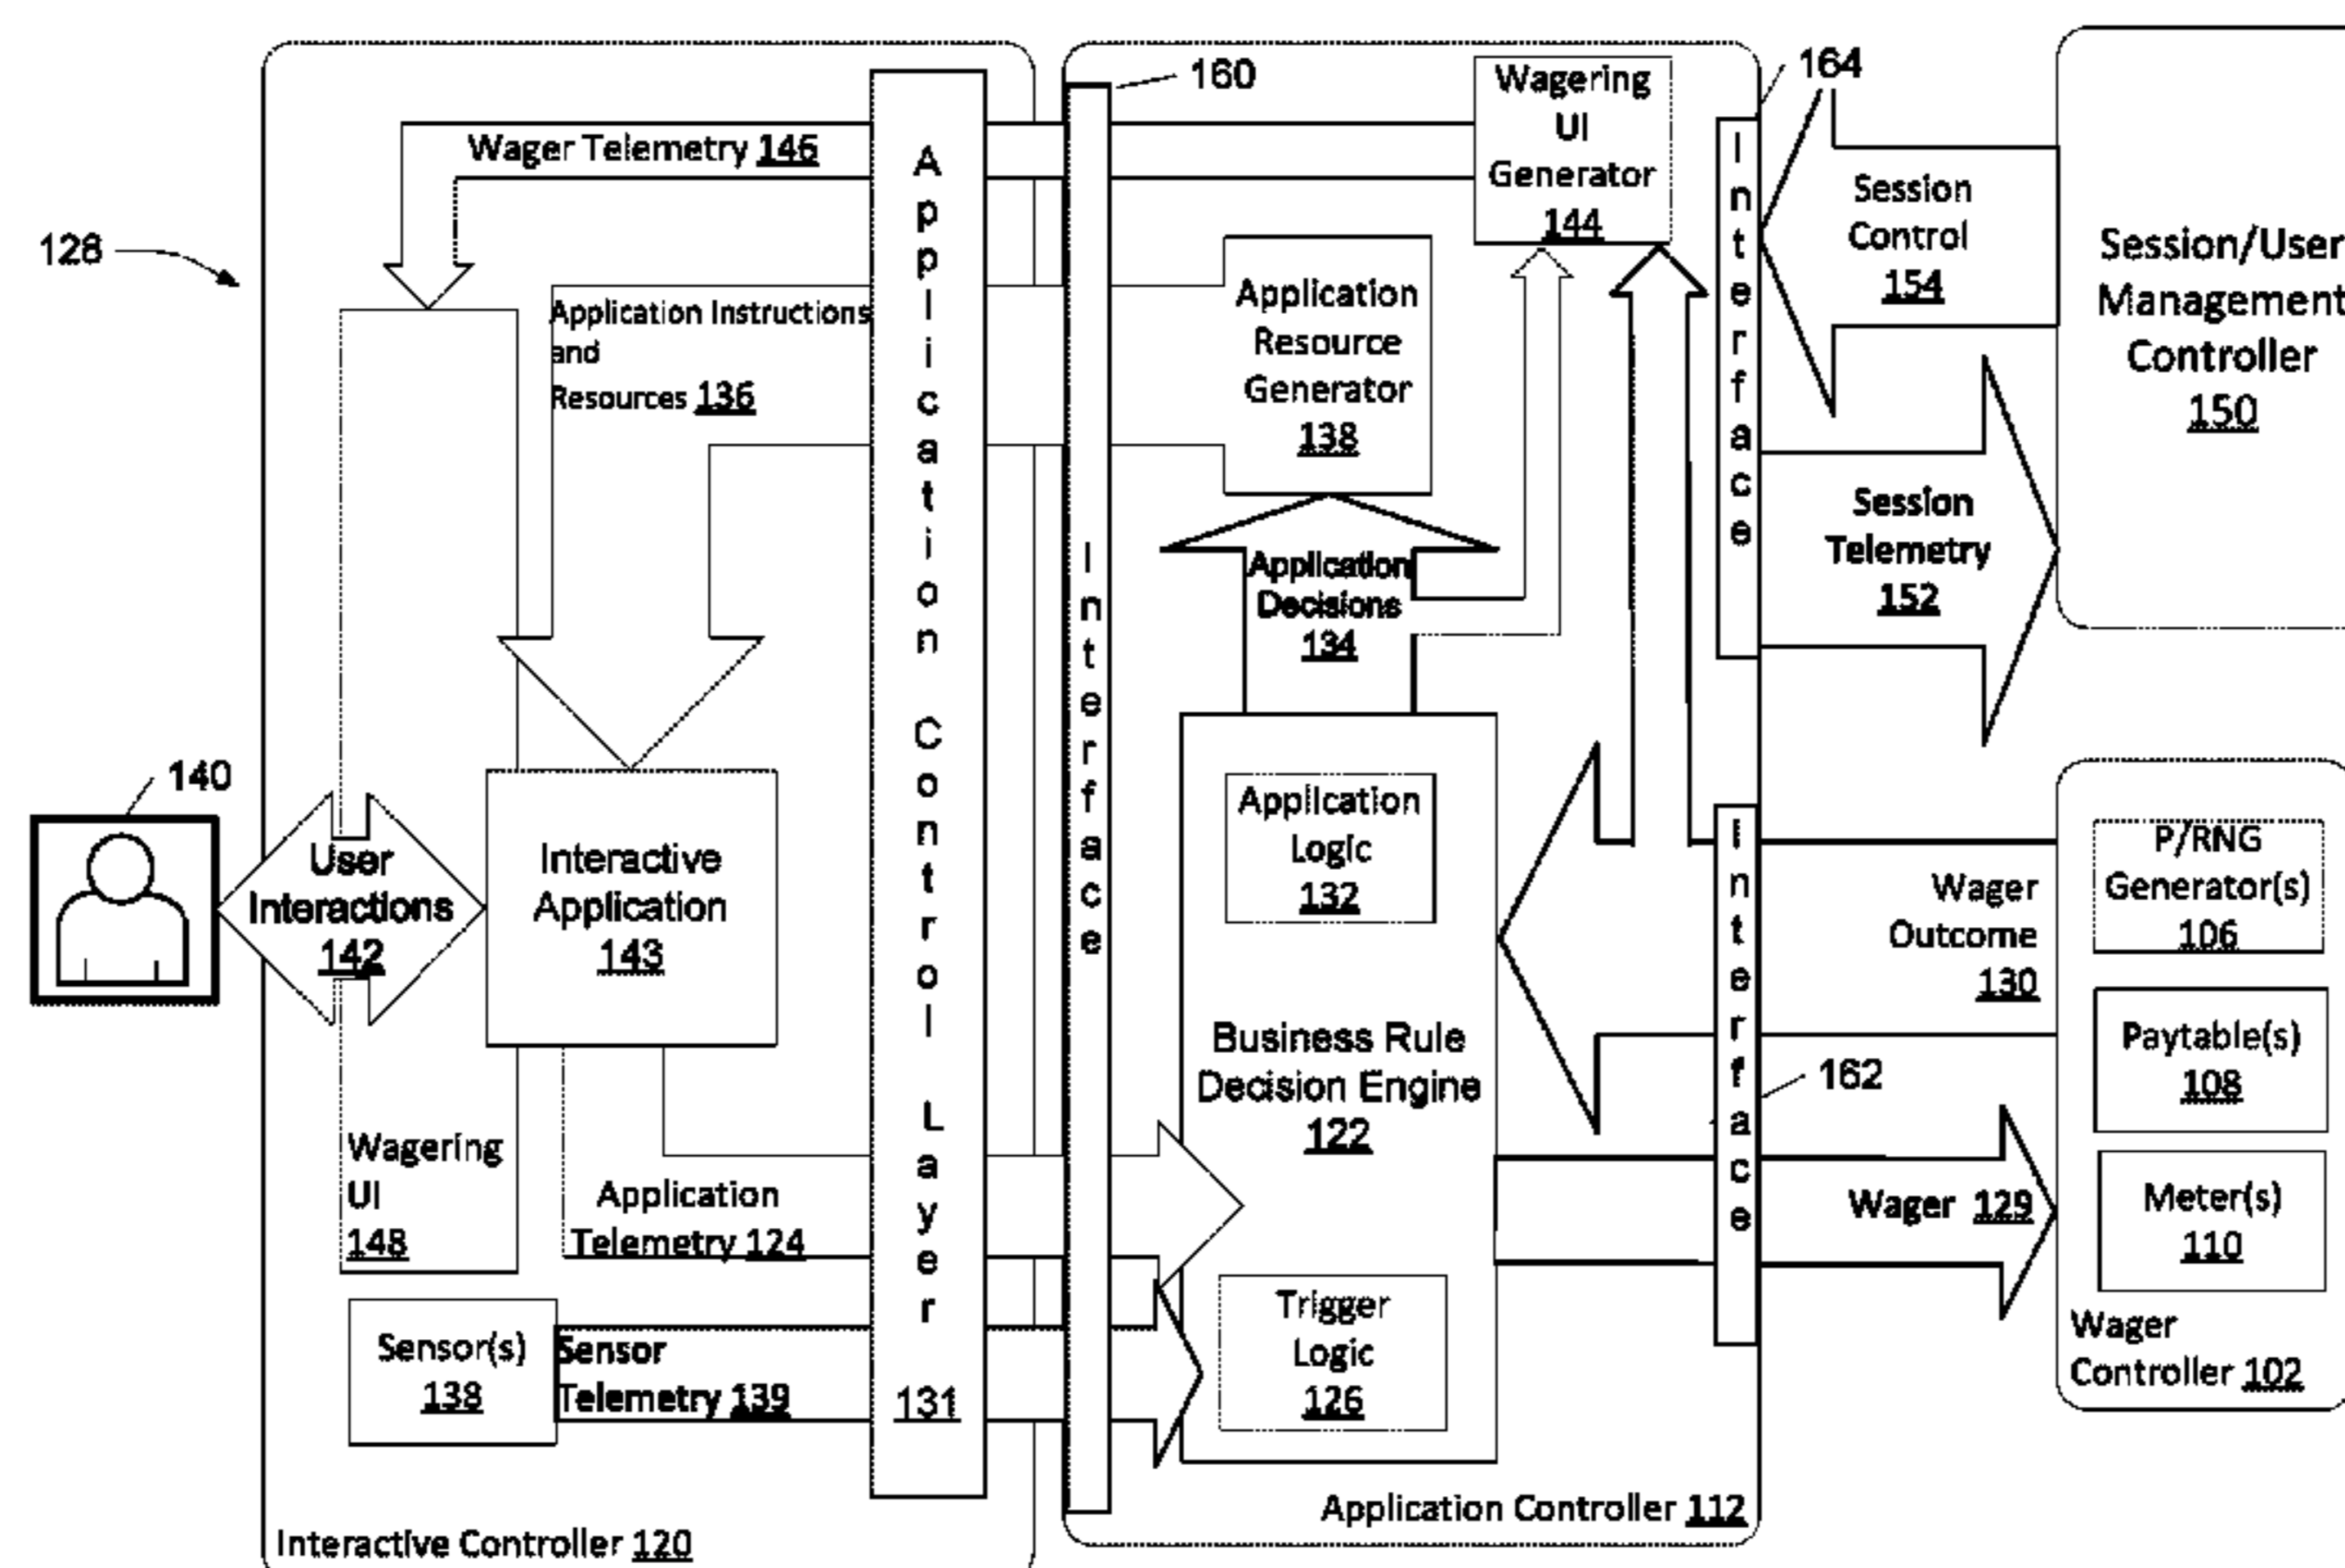 160
Wagering
UI
Generator
144
164
Wager Telemetry 146
Session
Control
154
Session/User
Management
Controller
150
128
Application Instructions
and
Resources 136
Application
Resource
Generator
138
Interface
Application Control Layer
131
Interface
Application
Decisions
134
Session
Telemetry
152
140
User
Interactions
142
Interactive
Application
143
Application
Logic
132
Business Rule
Decision Engine
122
Interface
162
Wager
Outcome
130
P/RNG
Generator(s)
106
Paytable(s)
108
Meter(s)
110
Wager
Controller 102
Wager 129
Wagering
UI
148
Application
Telemetry 124
Sensor(s)
138
Sensor
Telemetry 139
Trigger
Logic
126
Application Controller 112
Interactive Controller 120